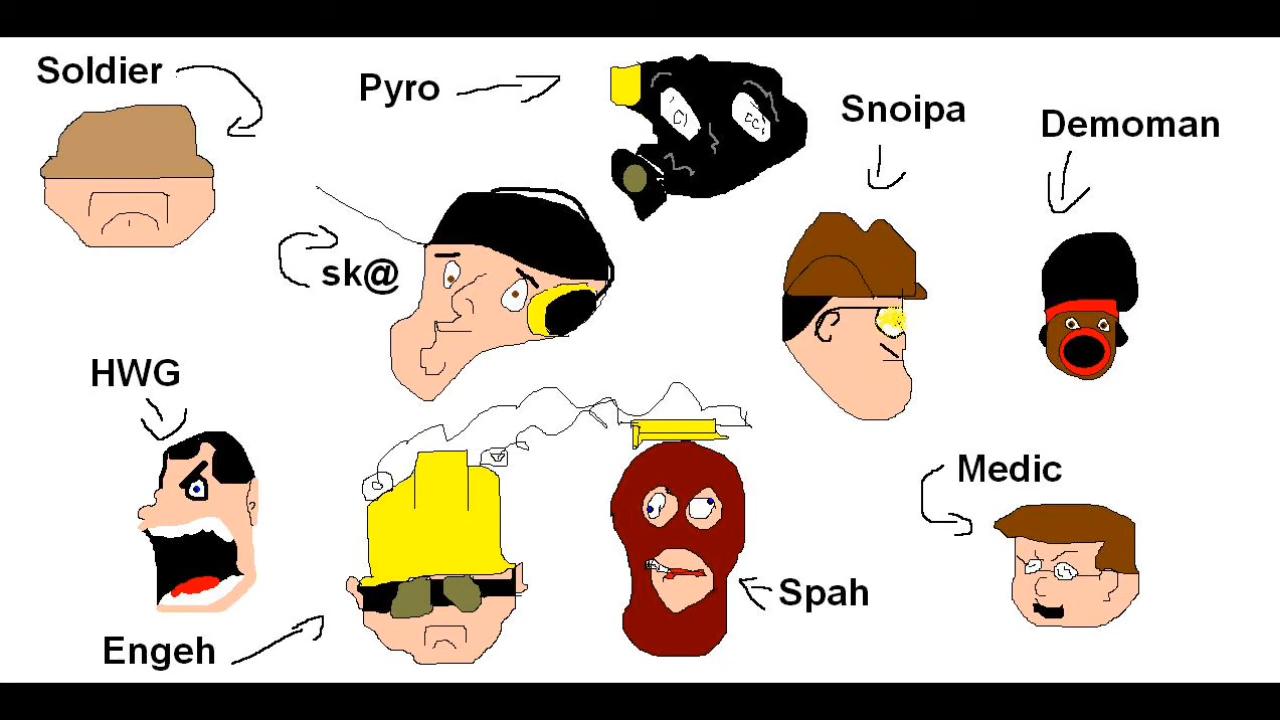 Soldier
Pyro
Snoipa
Demoman
sk@
HWG
Medic
Spah
Engeh